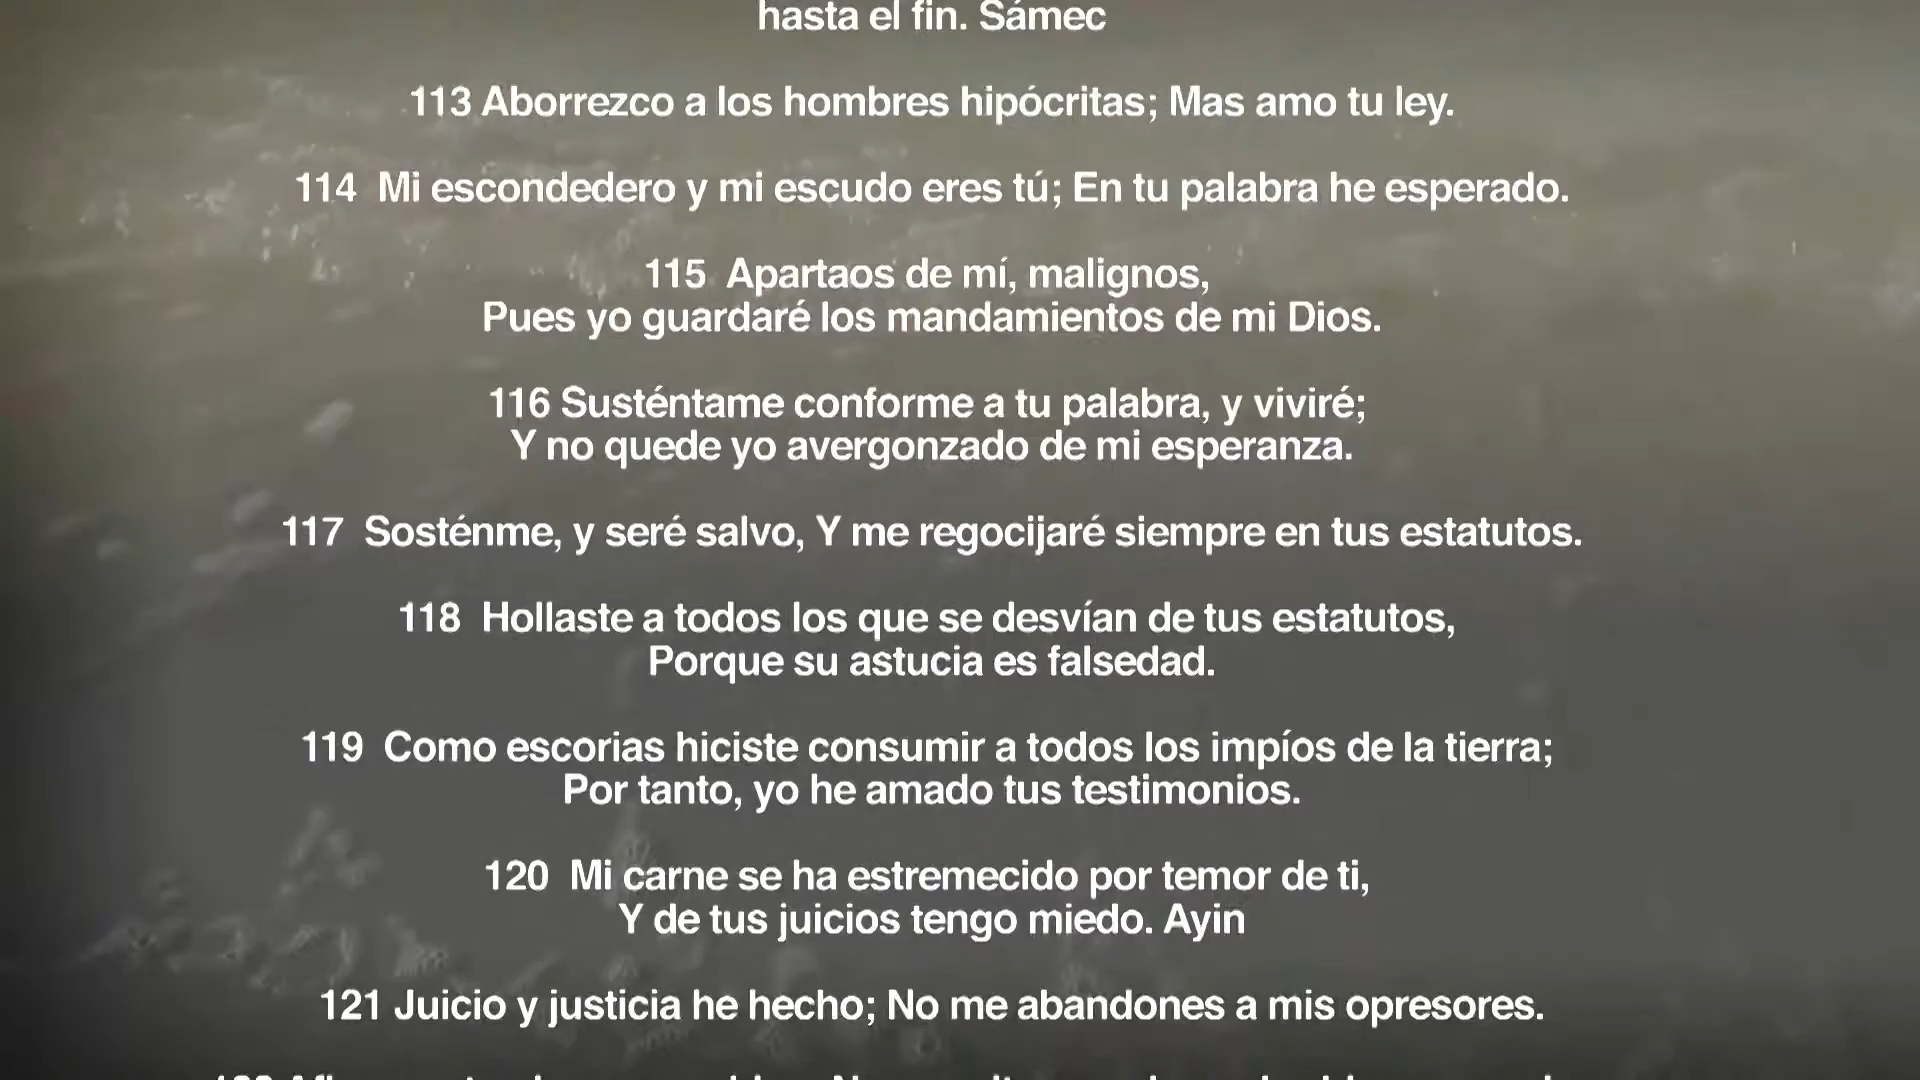 hasta el fin. Sámec
113 Aborrezco a los hombres hipócritas; Mas amo tu ley.
114 Mi escondedero y mi escudo eres tú; En tu palabra he esperado.
115 Apartaos de mí, malignos,
Pues yo guardaré los mandamientos de mi Dios.
116 Susténtame conforme a tu palabra, y viviré;
Y no quede yo avergonzado de mi esperanza.
117 Sosténme, y seré salvo, Y me regocijaré siempre en tus estatutos.
118 Hollaste a todos los que se desvían de tus estatutos,
Porque su astucia es falsedad.
119 Como escorias hiciste consumir a todos los impíos de la tierra;
Por tanto, yo he amado tus testimonios.
120 Mi carne se ha estremecido por temor de ti,
Y de tus juicios tengo miedo. Ayin
121 Juicio y justicia he hecho; No me abandones a mis opresores.